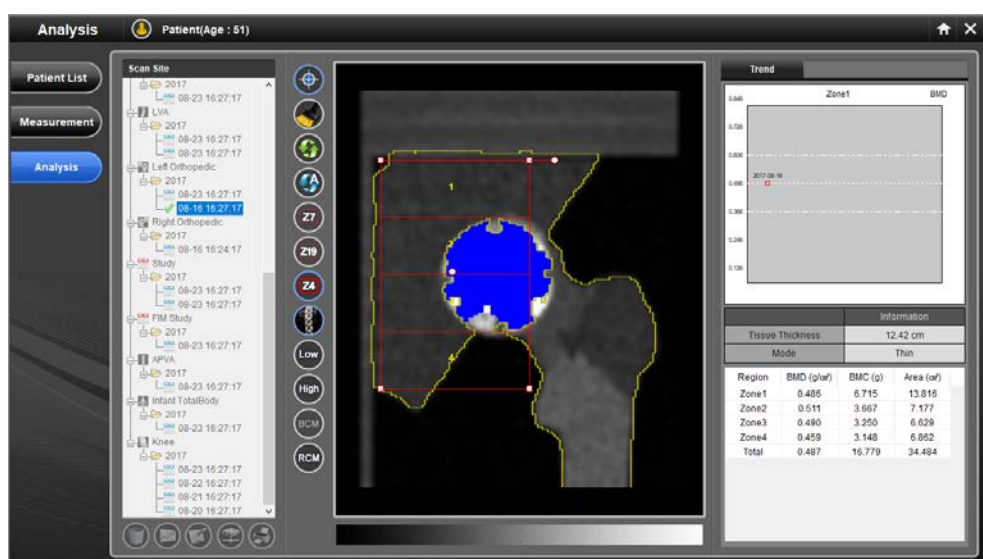 Analysis
Patient(Age : 51)
Patient List
Measurement
Analysis
Scan Site
2017
08-23 16:27:17
LVA
2017
08-23 16:27:17
08-23 16:27:17
Left Orthopedic
2017
08-23 16:27:17
08-16 16:27:17
Right Orthopedic
2017
08-16 16:24:17
Study
2017
08-23 16:27:17
08-23 16:27:17
FIM Study
2017
08-23 16:27:17
APVA
2017
08-23 16:27:17
Infant TotalBody
2017
08-23 16:27:17
Knee
2017
08-23 16:27:17
08-22 16:27:17
08-21 16:27:17
08-20 16:27:17
A
Z7
Z19
Z4
Low
High
BCM
RCM
1
4
Trend
Zone1 BMD
0.846
0.726
0.606
0.486
0.366
0.246
0.126
2017-08-16
Information
Tissue Thickness 12.42 cm
Mode Thin
Region BMD (g/㎠) BMC (g) Area (㎠)
Zone1 0.486 6.715 13.816
Zone2 0.511 3.667 7.177
Zone3 0.490 3.250 6.629
Zone4 0.459 3.148 6.862
Total 0.487 16.779 34.484